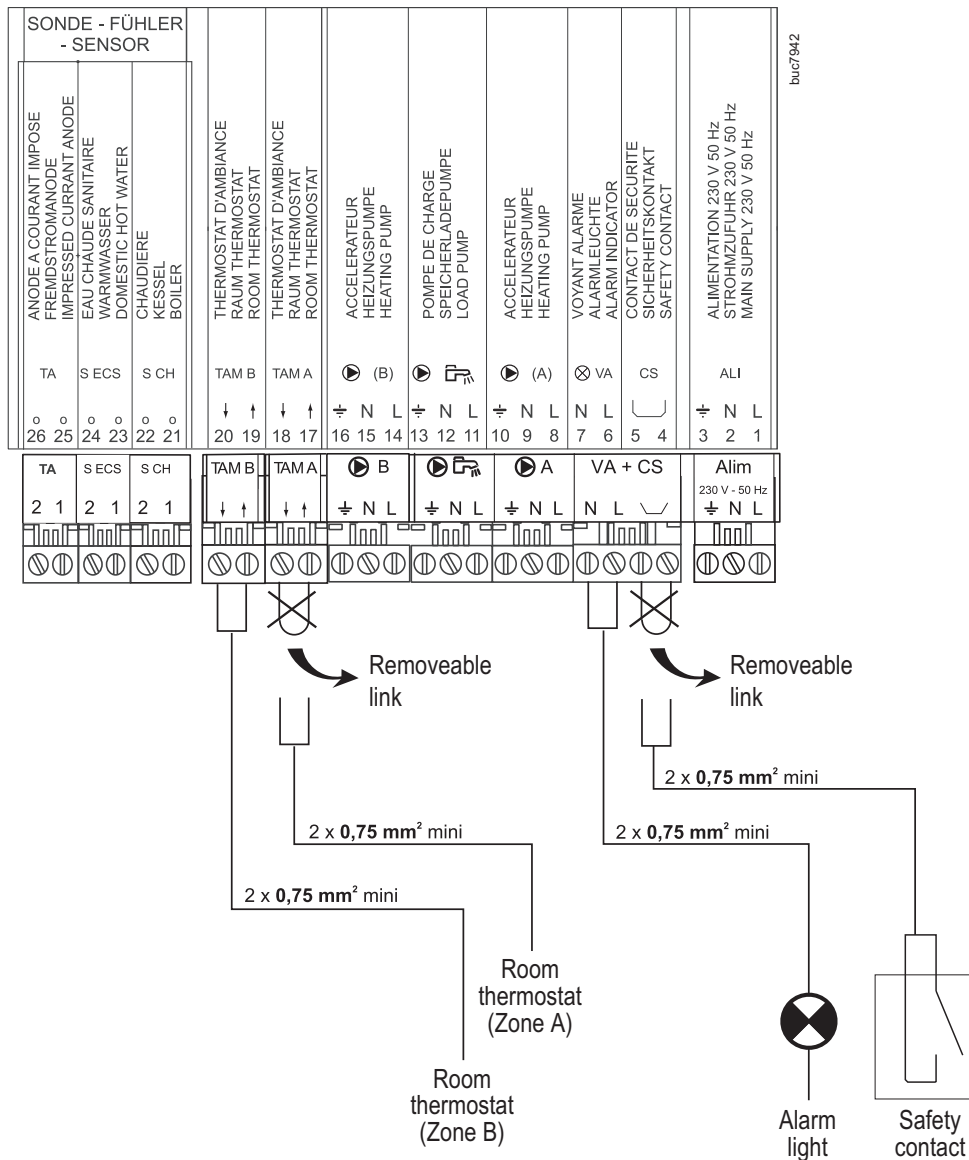 SONDE - FÜHLER
- SENSOR
buc7942
ANODE A COURANT IMPOSE
FREMDSTROMANODE
IMPRESSED CURRANT ANODE
EAU CHAUDE SANITAIRE
WARMWASSER
DOMESTIC HOT WATER
CHAUDIERE
KESSEL
BOILER
THERMOSTAT D'AMBIANCE
RAUM THERMOSTAT
ROOM THERMOSTAT
THERMOSTAT D'AMBIANCE
RAUM THERMOSTAT
ROOM THERMOSTAT
ACCELERATEUR
HEIZUNGSPUMPE
HEATING PUMP
POMPE DE CHARGE
SPEICHERLADEPUMPE
LOAD PUMP
ACCELERATEUR
HEIZUNGSPUMPE
HEATING PUMP
VOYANT ALARME
ALARMLEUCHTE
ALARM INDICATOR
CONTACT DE SECURITE
SICHERHEITSKONTAKT
SAFETY CONTACT
ALIMENTATION 230 V 50 Hz
STROHMZUFUHR 230 V 50 Hz
MAIN SUPPLY 230 V 50 Hz
TA S ECS S CH TAM B TAM A (B) (A) VA CS ALI
↓ ↑ ↓ ↑ N L N L N L N L N L
26 25 24 23 22 21 20 19 18 17 16 15 14 13 12 11 10 9 8 7 6 5 4 3 2 1
TA S ECS S CH TAM B TAM A B A VA + CS Alim
230 V - 50 Hz
2 1 2 1 2 1 ↓ ↑ ↓ ↑ N L N L N L N L N L
Removeable
link
Removeable
link
2 x 0,75 mm² mini
2 x 0,75 mm² mini
2 x 0,75 mm² mini
2 x 0,75 mm² mini
Room
thermostat
(Zone A)
Room
thermostat
(Zone B)
Alarm
light
Safety
contact